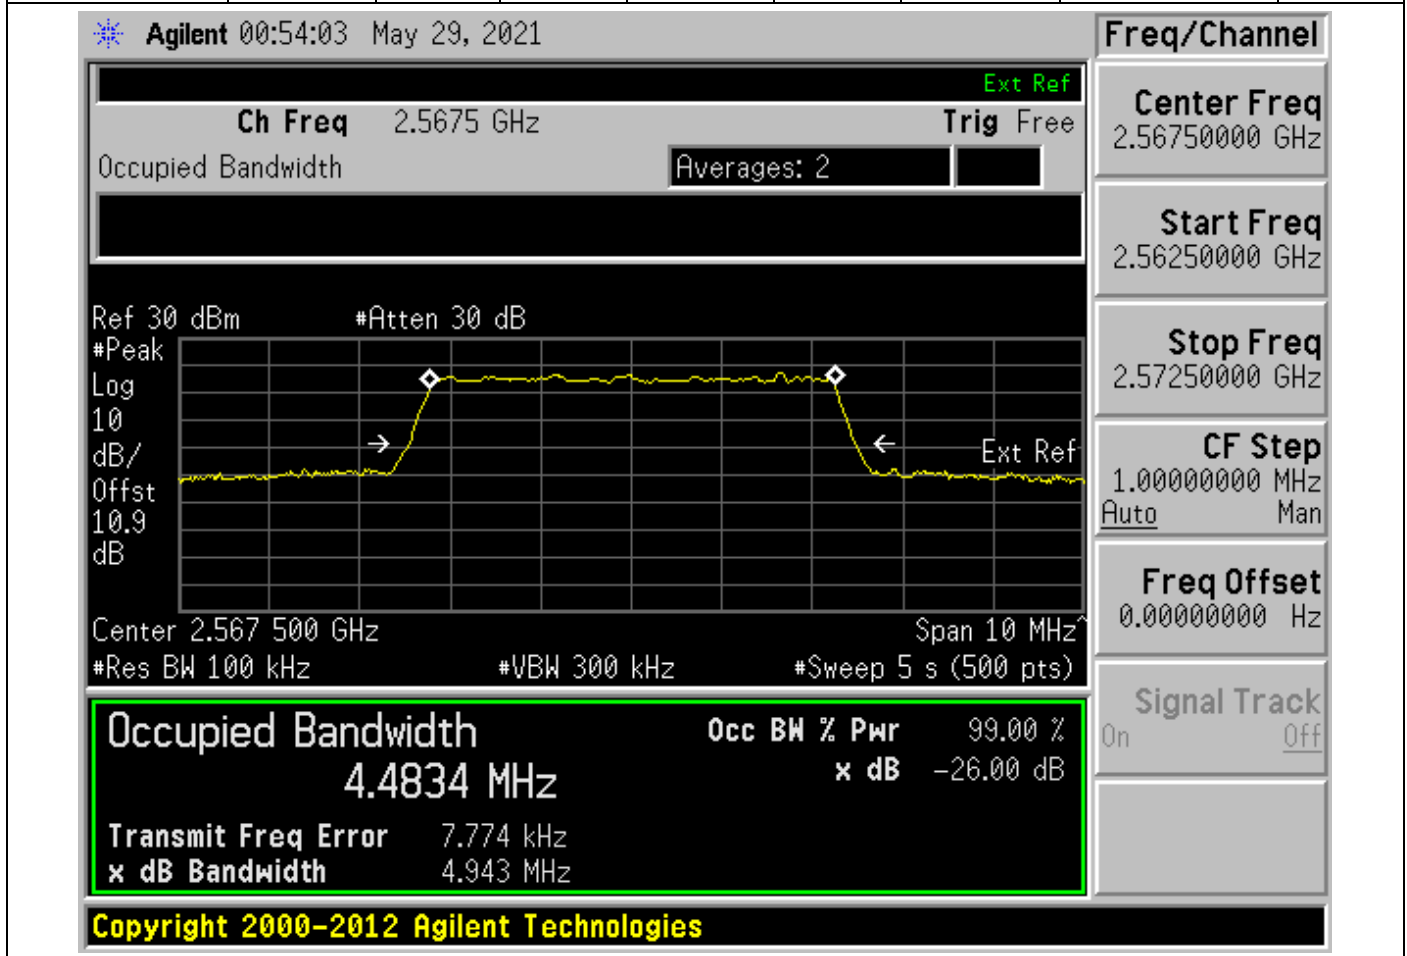 Agilent 00:54:03 May 29, 2021
Freq/Channel
Ext Ref
Ch Freq 2.5675 GHz Trig Free
Occupied Bandwidth Averages: 2
Ref 30 dBm #Atten 30 dB
#Peak
Log
10
dB/
Offst
10.9
dB
Ext Ref
Center 2.567 500 GHz Span 10 MHz^
#Res BW 100 kHz #VBW 300 kHz #Sweep 5 s (500 pts)
Occupied Bandwidth
4.4834 MHz
Occ BW % Pwr 99.00 %
x dB -26.00 dB
Transmit Freq Error 7.774 kHz
x dB Bandwidth 4.943 MHz
Center Freq
2.56750000 GHz
Start Freq
2.56250000 GHz
Stop Freq
2.57250000 GHz
CF Step
1.00000000 MHz
Auto Man
Freq Offset
0.00000000 Hz
Signal Track
On Off
Copyright 2000-2012 Agilent Technologies